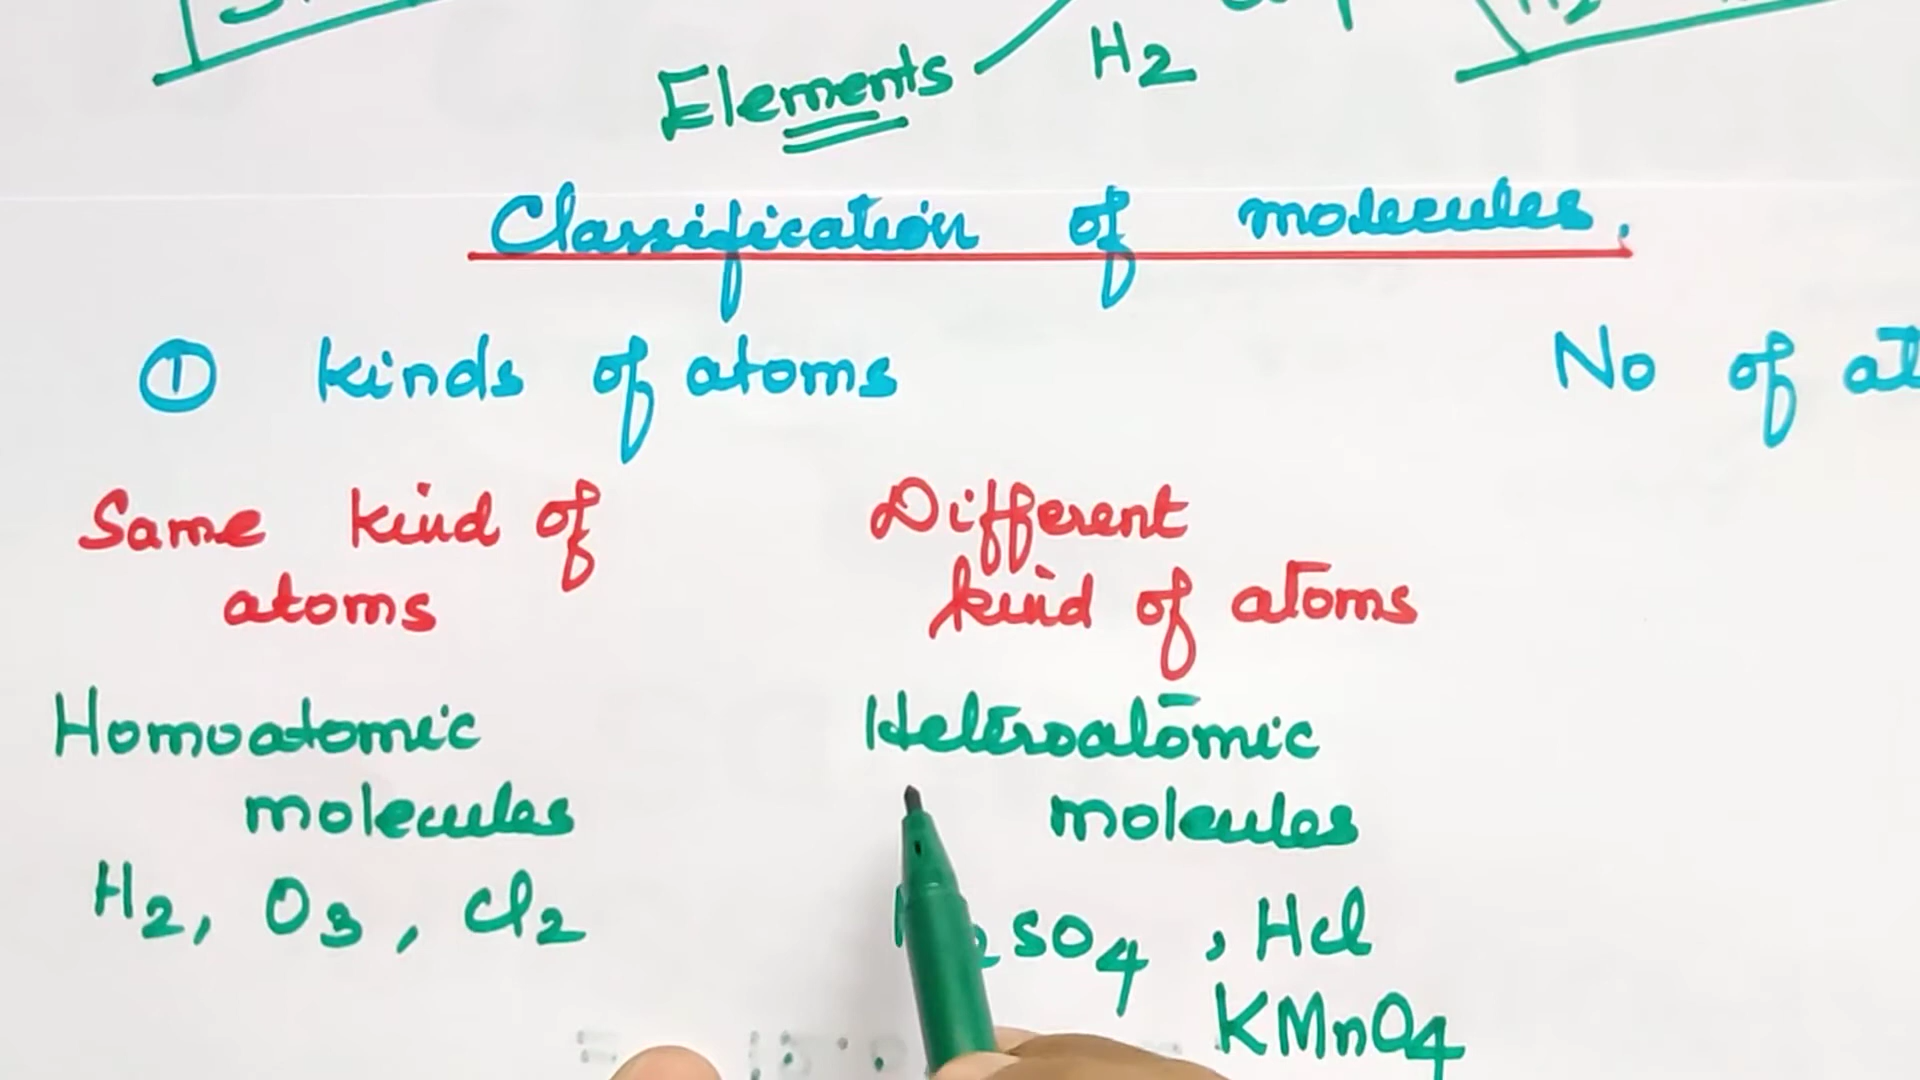 Elements H2
Classification of molecules.
① kinds of atoms
No of at
Same kind of
atoms
Different
kind of atoms
Homoatomic
molecules
H2, O3, Cl2
Heteroatomic
molecules
2SO4, Hcl
KMnO4